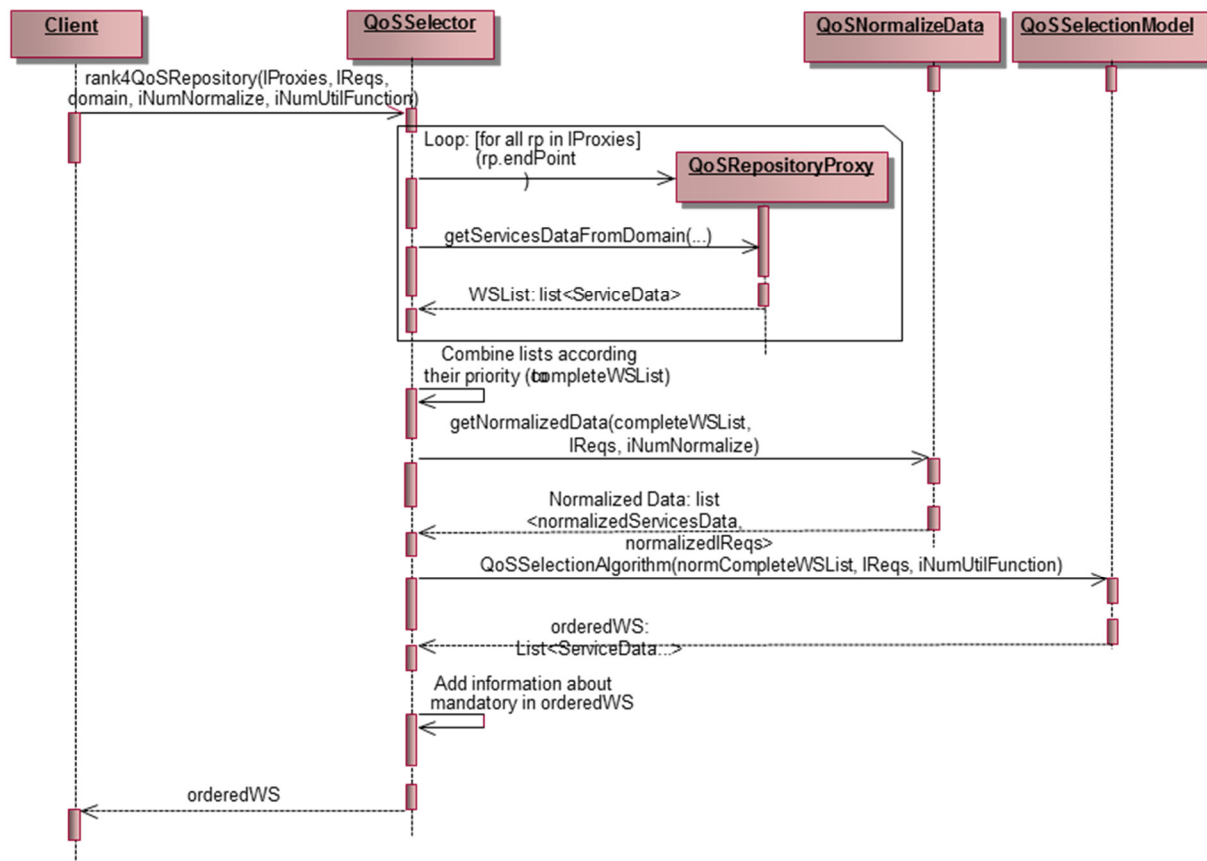 Client
QoSSelector
QoSNormalizeData
QoSSelectionModel
rank4QoSRepository(lProxies, lReqs,
domain, iNumNormalize, iNumUtilFunction)
Loop: [for all rp in lProxies]
(rp.endPoint
)
QoSRepositoryProxy
getServicesDataFromDomain(...)
WSList: list<ServiceData>
Combine lists according
their priority (to completeWSList)
getNormalizedData(completeWSList,
lReqs, iNumNormalize)
Normalized Data: list
<normalizedServicesData,
normalizedlReqs>
QoSSelectionAlgorithm(normCompleteWSList, lReqs, iNumUtilFunction)
orderedWS:
List<ServiceData...>
Add information about
mandatory in orderedWS
orderedWS